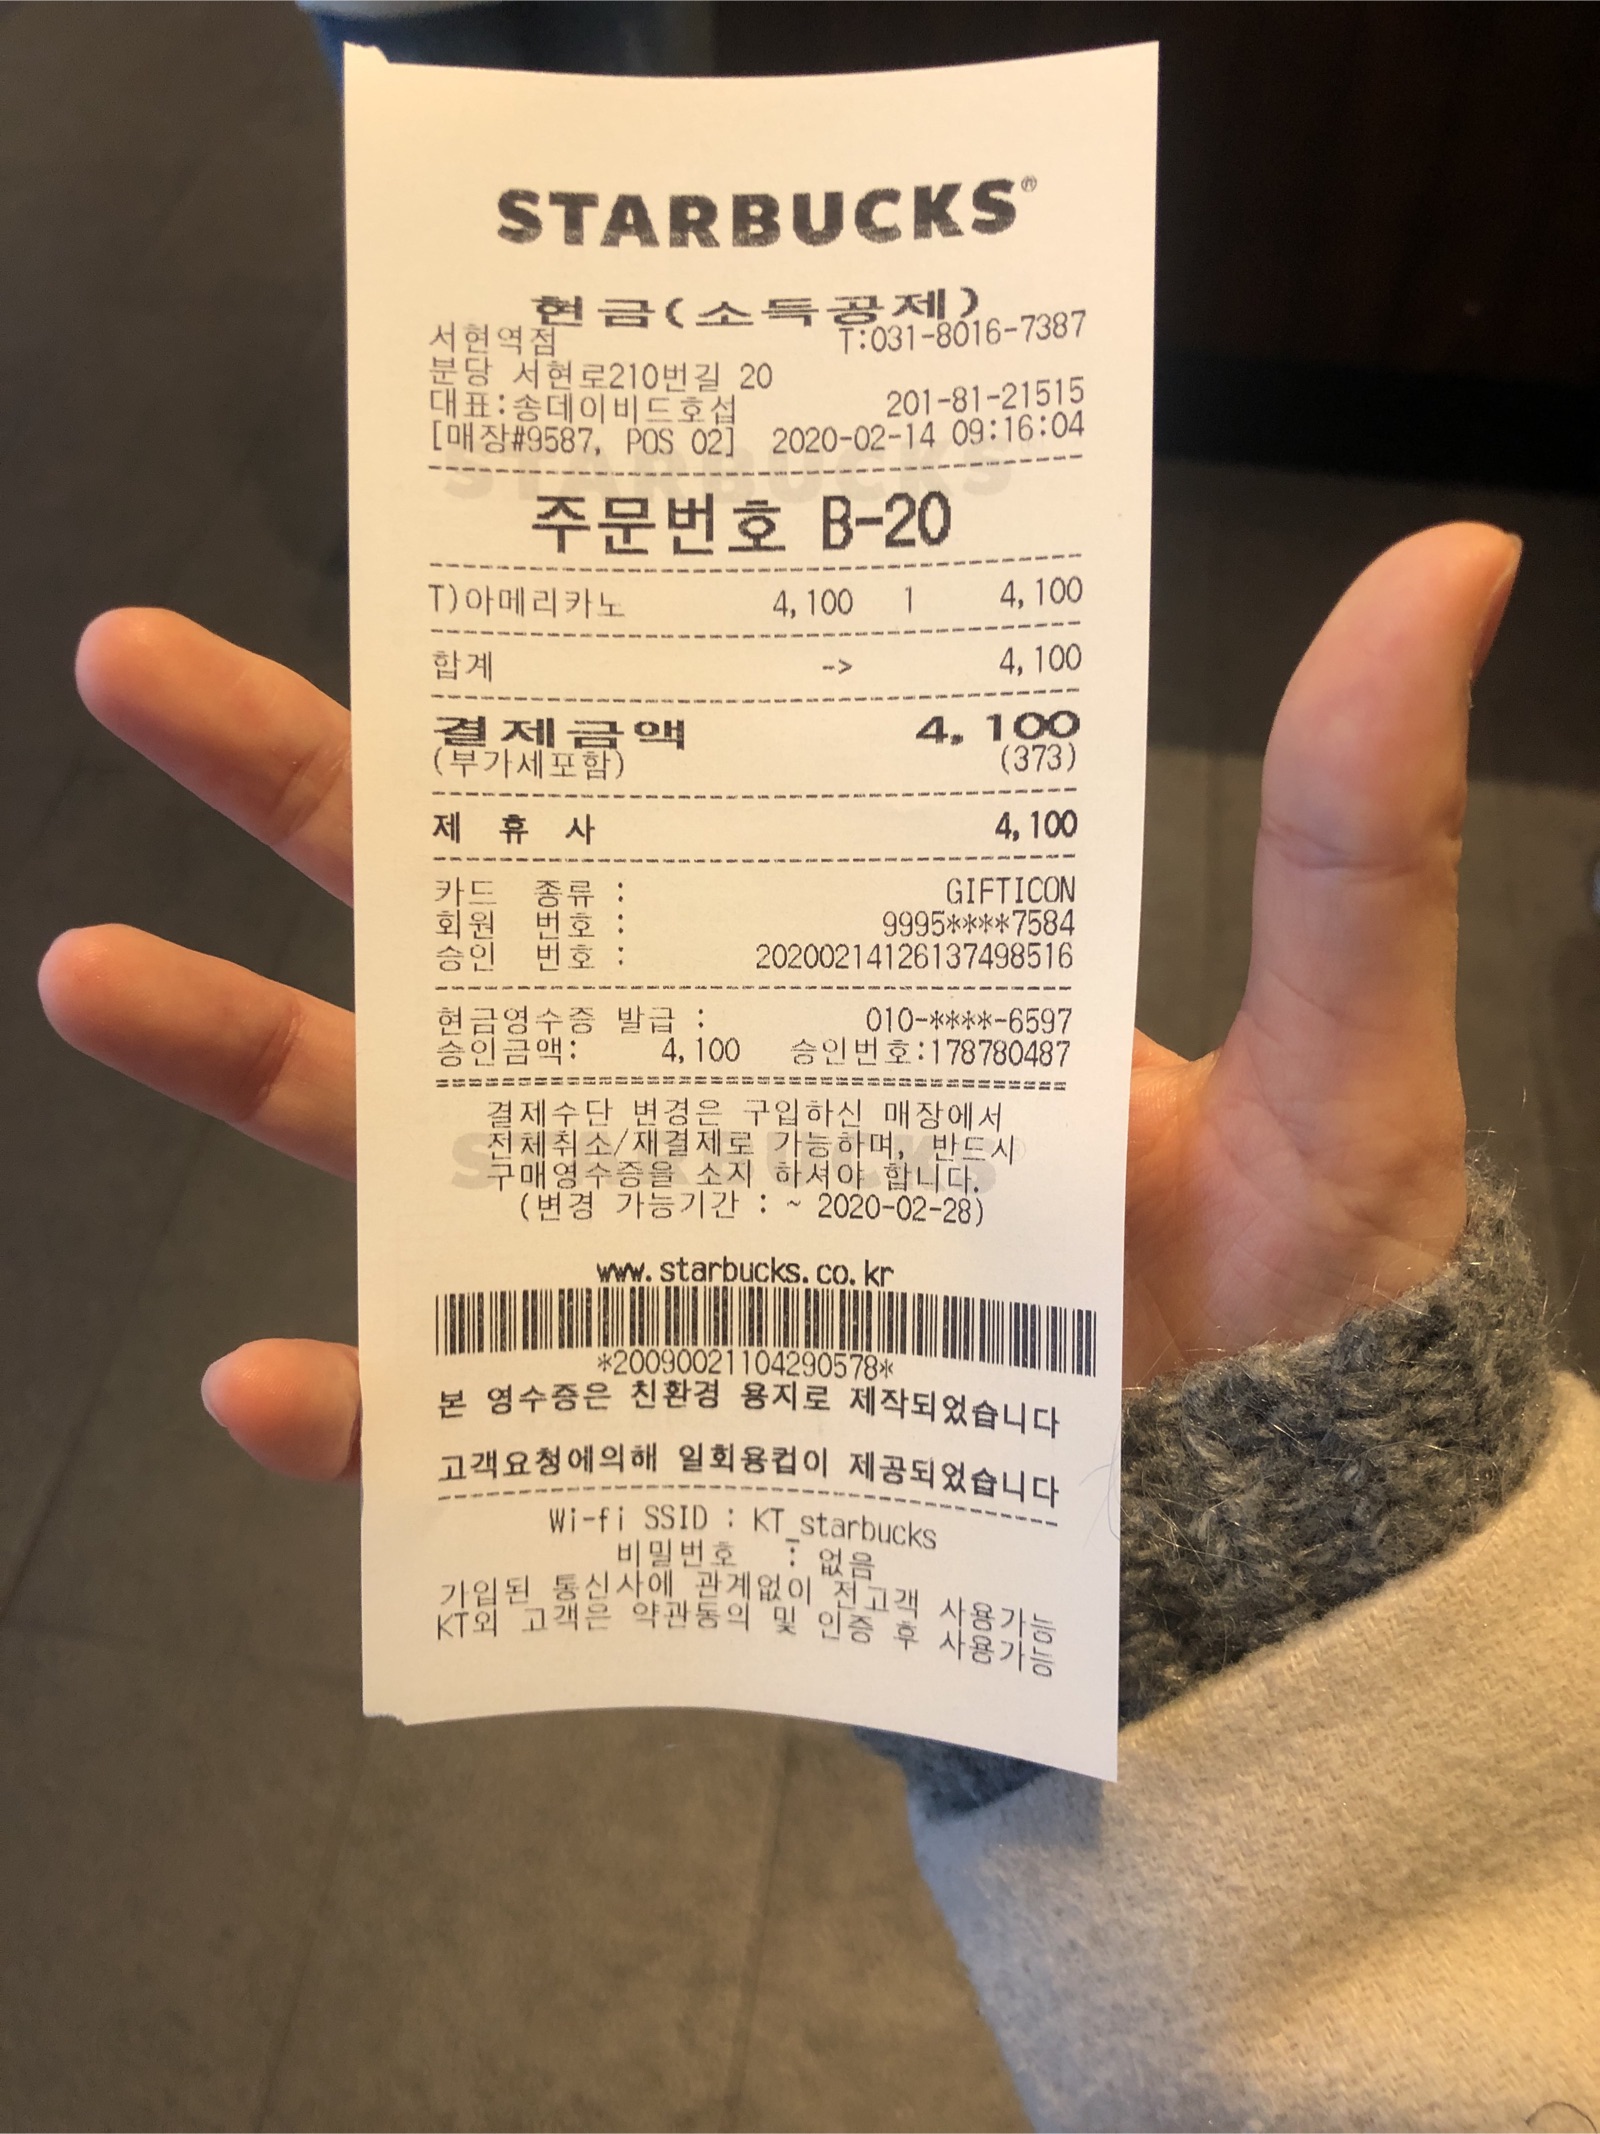 STARBUCKS®
현금(소득공제)
서현역점 T:031-8016-7387
분당 서현로210번길 20
대표:송데이비드호섭 201-81-21515
[매장#9587, POS 02] 2020-02-14 09:16:04
주문번호 B-20
T)아메리카노 4,100 1 4,100
합계 -> 4,100
결제금액 4,100
(부가세포함) (373)
제 휴 사 4,100
카드 종류 : GIFTICON
회원 번호 : 9995****7584
승인 번호 : 20200214126137498516
현금영수증 발급 : 010-****-6597
승인금액: 4,100 승인번호:178780487
결제수단 변경은 구입하신 매장에서
전체취소/재결제로 가능하며, 반드시
구매영수증을 소지 하셔야 합니다.
(변경 가능기간 : ~ 2020-02-28)
www.starbucks.co.kr
*20090021104290578*
본 영수증은 친환경 용지로 제작되었습니다
고객요청에의해 일회용컵이 제공되었습니다
Wi-fi SSID : KT_starbucks
비밀번호 : 없음
가입된 통신사에 관계없이 전고객 사용가능
KT외 고객은 약관동의 및 인증 후 사용가능